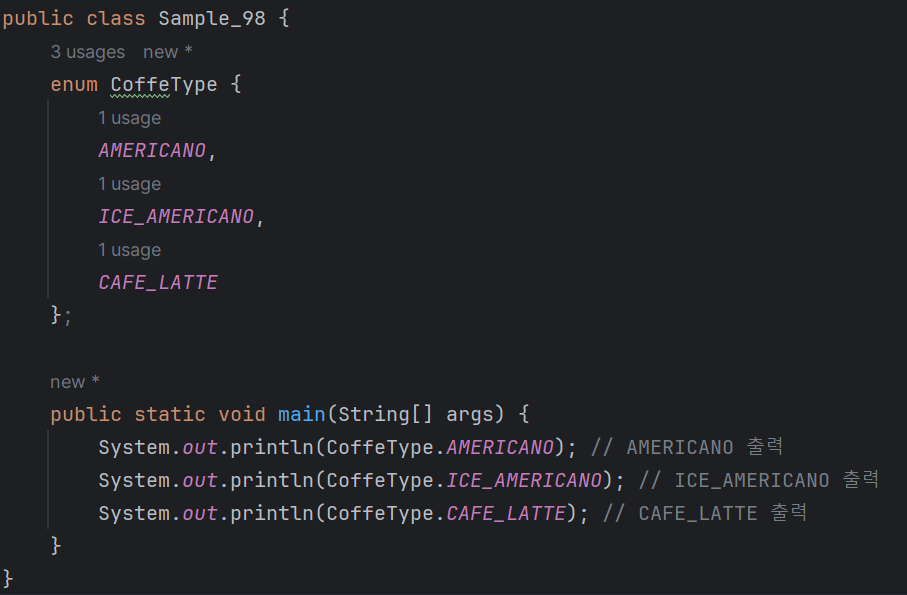 public class Sample_98 {
3 usages new *
enum CoffeType {
1 usage
AMERICANO,
1 usage
ICE_AMERICANO,
1 usage
CAFE_LATTE
};
new *
public static void main(String[] args) {
System.out.println(CoffeType.AMERICANO); // AMERICANO 출력
System.out.println(CoffeType.ICE_AMERICANO); // ICE_AMERICANO 출력
System.out.println(CoffeType.CAFE_LATTE); // CAFE_LATTE 출력
}
}